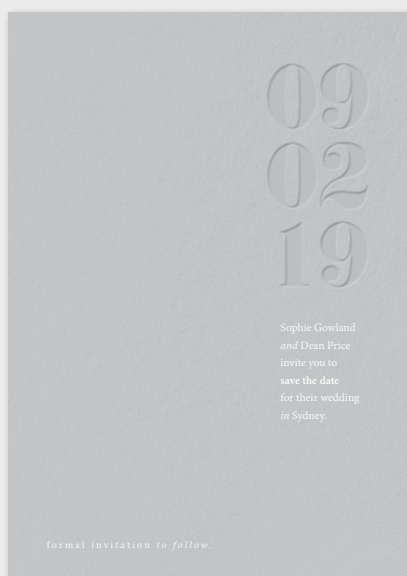 09
02
19
Sophie Gowland
and Dean Price
invite you to
save the date
for their wedding
in Sydney.
formal invitation to follow.